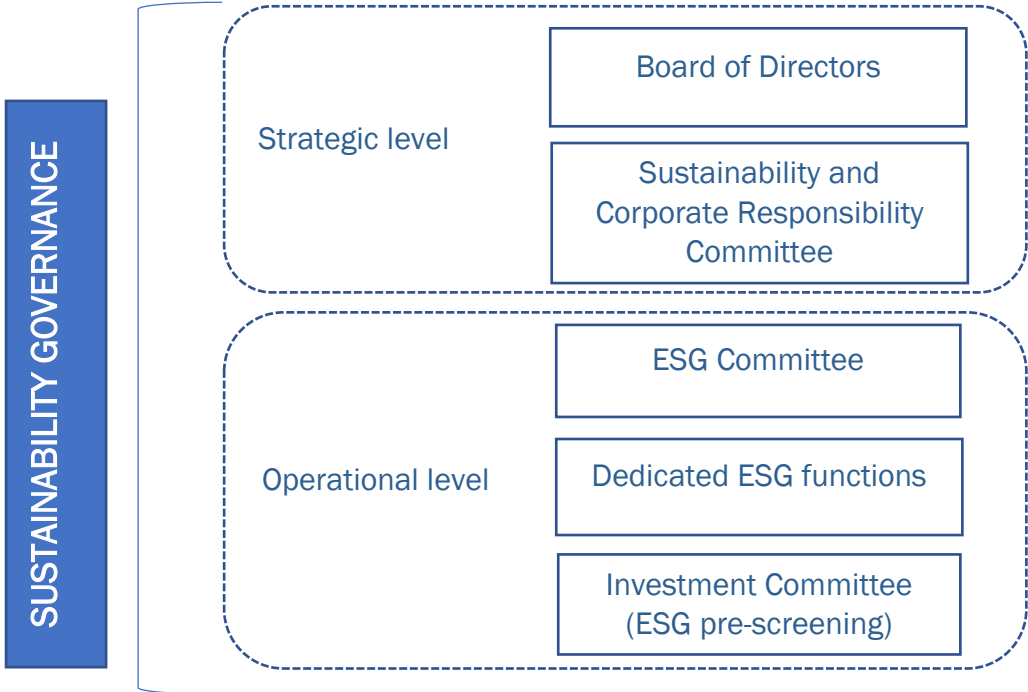 SUSTAINABILITY GOVERNANCE
Strategic level
Board of Directors
Sustainability and
Corporate Responsibility
Committee
Operational level
ESG Committee
Dedicated ESG functions
Investment Committee
(ESG pre-screening)